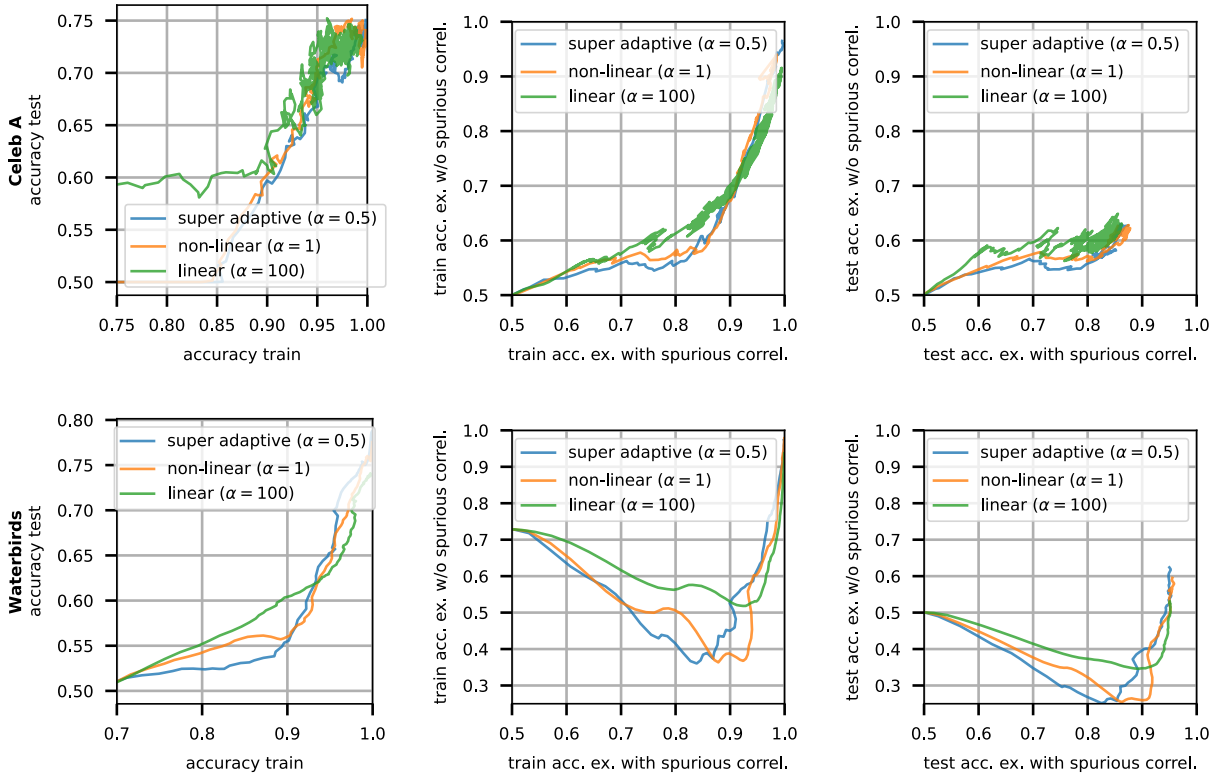 Celeb A
accuracy test
0.75
0.70
0.65
0.60
0.55
0.50
super adaptive (α = 0.5)
non-linear (α = 1)
linear (α = 100)
0.75 0.80 0.85 0.90 0.95 1.00
accuracy train
train acc. ex. w/o spurious correl.
1.0
0.9
0.8
0.7
0.6
0.5
super adaptive (α = 0.5)
non-linear (α = 1)
linear (α = 100)
0.5 0.6 0.7 0.8 0.9 1.0
train acc. ex. with spurious correl.
test acc. ex. w/o spurious correl.
1.0
0.9
0.8
0.7
0.6
0.5
super adaptive (α = 0.5)
non-linear (α = 1)
linear (α = 100)
0.5 0.6 0.7 0.8 0.9 1.0
test acc. ex. with spurious correl.
Waterbirds
accuracy test
0.80
0.75
0.70
0.65
0.60
0.55
0.50
super adaptive (α = 0.5)
non-linear (α = 1)
linear (α = 100)
0.7 0.8 0.9 1.0
accuracy train
train acc. ex. w/o spurious correl.
1.0
0.9
0.8
0.7
0.6
0.5
0.4
0.3
super adaptive (α = 0.5)
non-linear (α = 1)
linear (α = 100)
0.5 0.6 0.7 0.8 0.9 1.0
train acc. ex. with spurious correl.
test acc. ex. w/o spurious correl.
1.0
0.9
0.8
0.7
0.6
0.5
0.4
0.3
super adaptive (α = 0.5)
non-linear (α = 1)
linear (α = 100)
0.5 0.6 0.7 0.8 0.9 1.0
test acc. ex. with spurious correl.